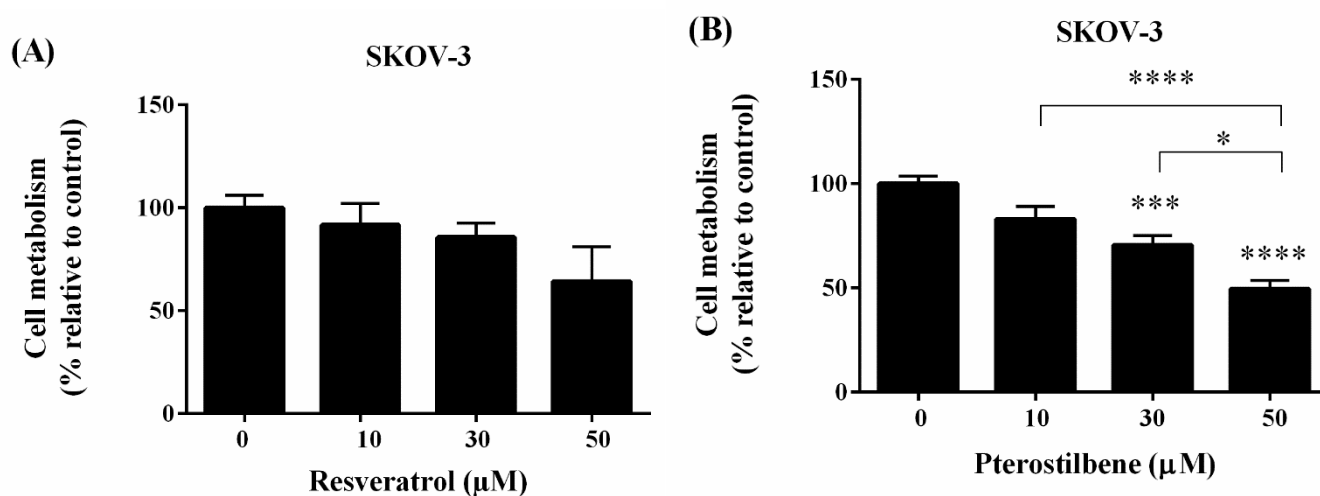 (A)
SKOV-3
Cell metabolism
(% relative to control)
150
100
50
0
0 10 30 50
Resveratrol (µM)
(B)
SKOV-3
Cell metabolism
(% relative to control)
150
100
50
0
****
*
***
****
0 10 30 50
Pterostilbene (µM)